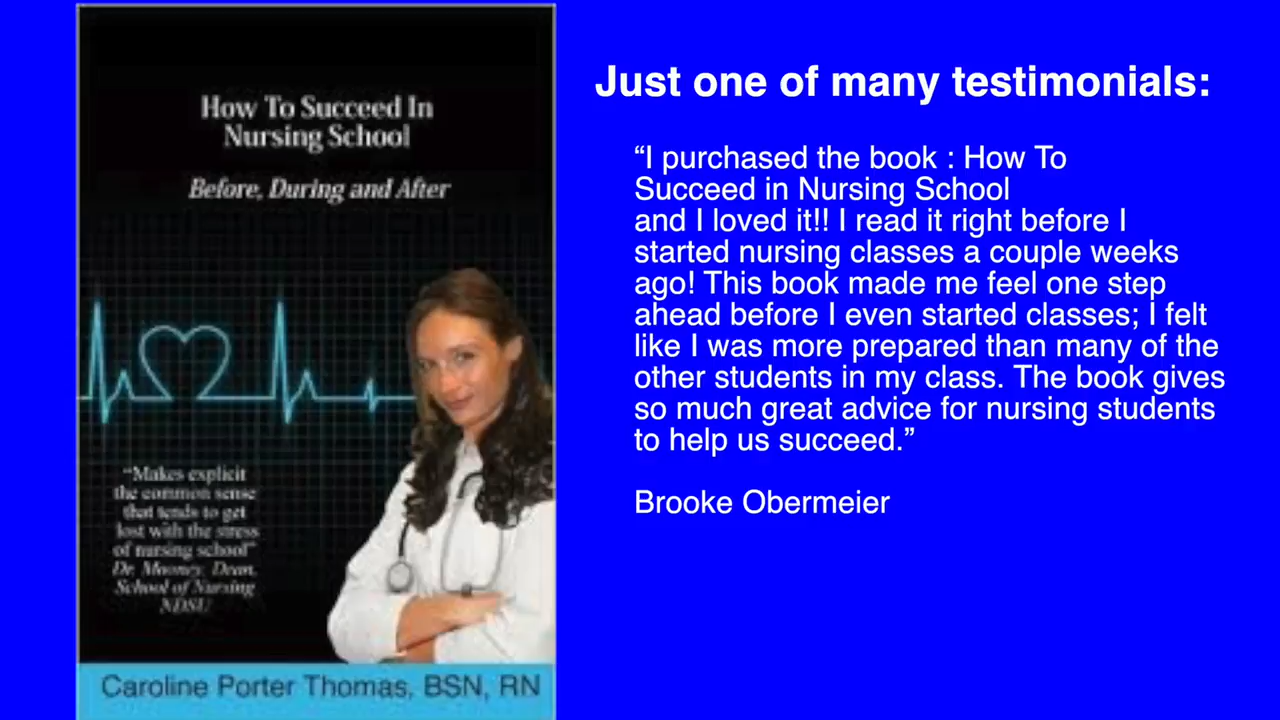 How To Succeed In
Nursing School
Before, During and After
“Makes explicit
the common sense
that tends to get
lost with the stress
of nursing school”
Dr. Mooney, Dean,
School of Nursing
NDSU
Caroline Porter Thomas, BSN, RN
Just one of many testimonials:
“I purchased the book : How To
Succeed in Nursing School
and I loved it!! I read it right before I
started nursing classes a couple weeks
ago! This book made me feel one step
ahead before I even started classes; I felt
like I was more prepared than many of the
other students in my class. The book gives
so much great advice for nursing students
to help us succeed.”
Brooke Obermeier